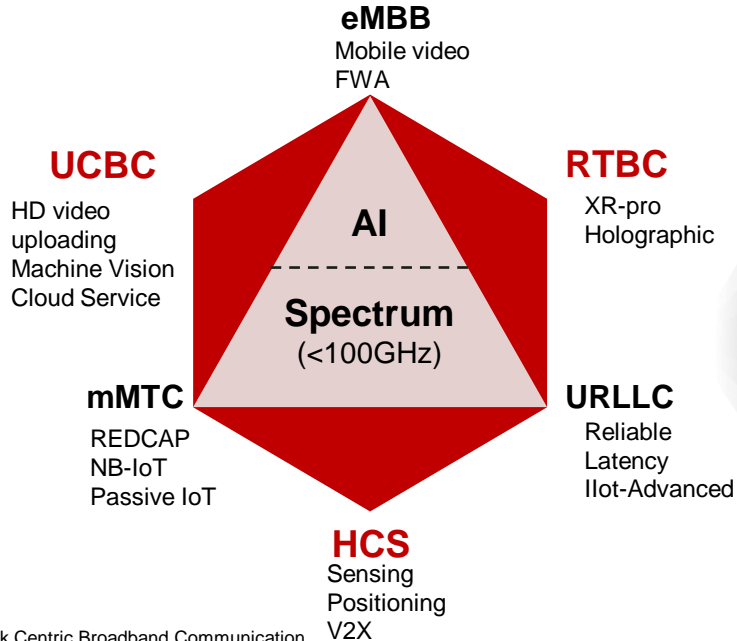 eMBB
Mobile video
FWA
UCBC
HD video
uploading
Machine Vision
Cloud Service
RTBC
XR-pro
Holographic
AI
Spectrum
(<100GHz)
mMTC
REDCAP
NB-IoT
Passive IoT
URLLC
Reliable
Latency
IIot-Advanced
HCS
Sensing
Positioning
V2X
Centric Broadband Communication